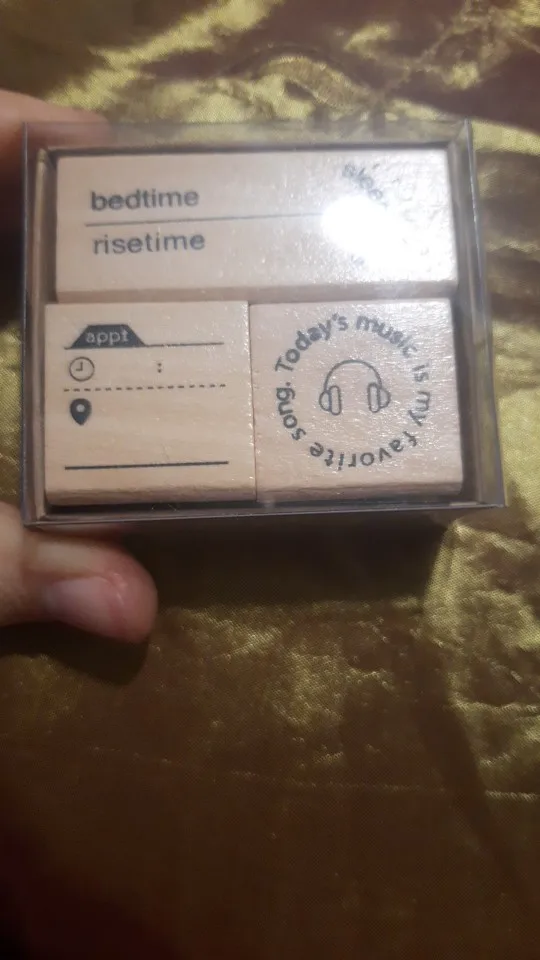 bedtime
risetime
appt
:
Today's music is my favorite song.